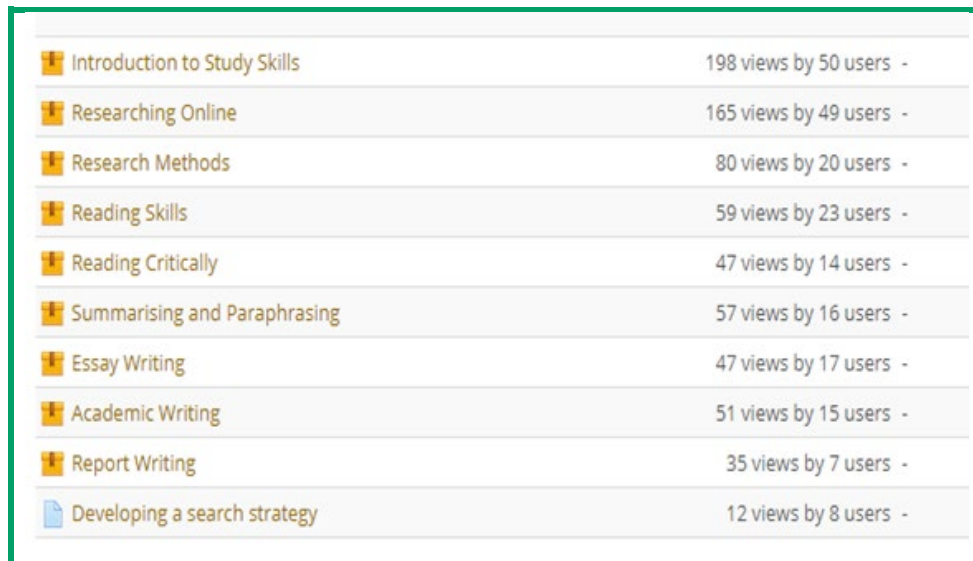 Introduction to Study Skills 198 views by 50 users -
Researching Online 165 views by 49 users -
Research Methods 80 views by 20 users -
Reading Skills 59 views by 23 users -
Reading Critically 47 views by 14 users -
Summarising and Paraphrasing 57 views by 16 users -
Essay Writing 47 views by 17 users -
Academic Writing 51 views by 15 users -
Report Writing 35 views by 7 users -
Developing a search strategy 12 views by 8 users -